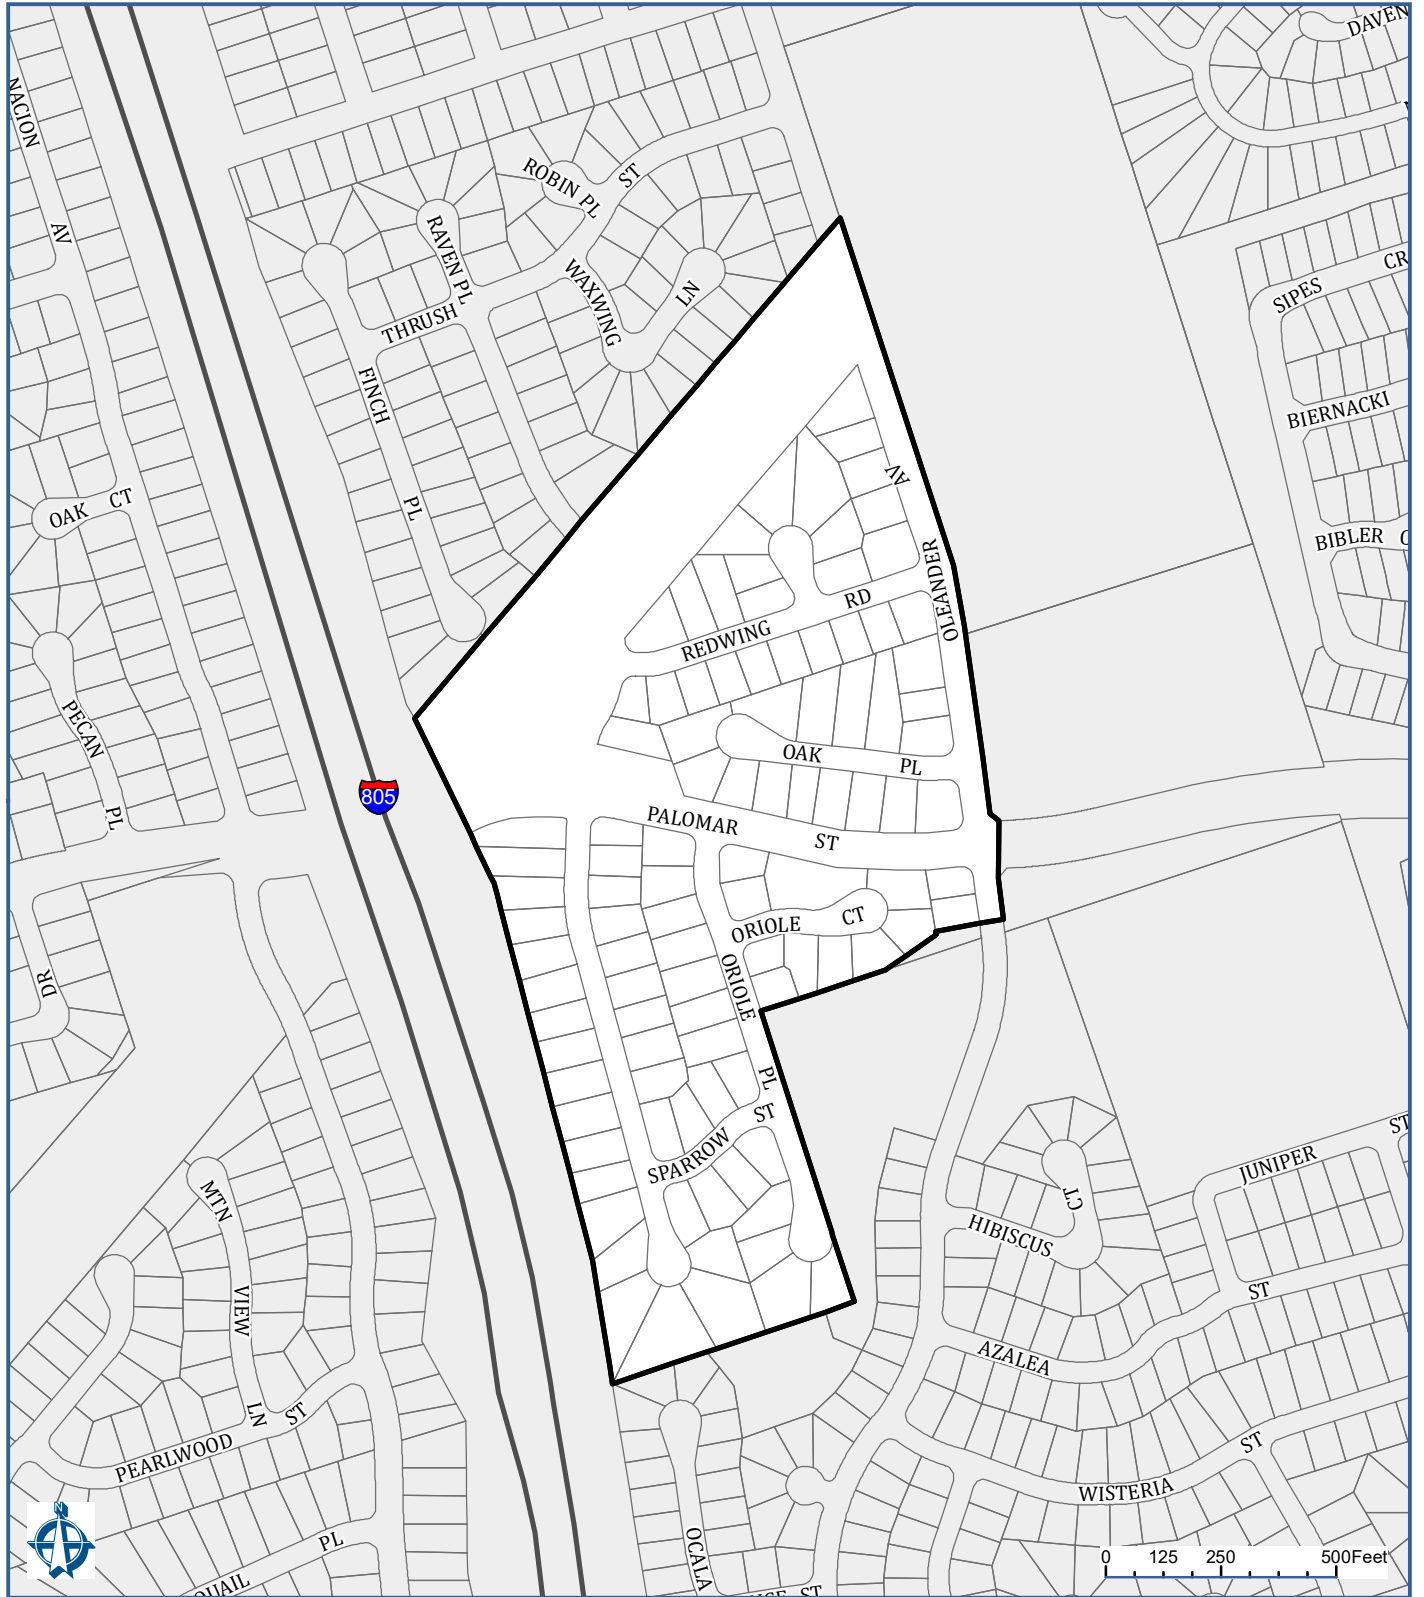 DAVEN
NACION
AV
ROBIN PL
ST
RAVEN PL
WAXWING
LN
THRUSH
FINCH
PL
SIPES
CR
BIERNACKI
BIBLER
OAK CT
AV
OLEANDER
REDWING
RD
PECAN
PL
OAK
PL
805
PALOMAR
ST
ORIOLE
CT
ORIOLE
PL
DR
SPARROW
ST
MTN
VIEW
LN
HIBISCUS
CT
JUNIPER
ST
ST
AZALEA
PEARLWOOD
ST
WISTERIA
ST
QUAIL
PL
OCALA
ST
N
0 125 250 500Feet